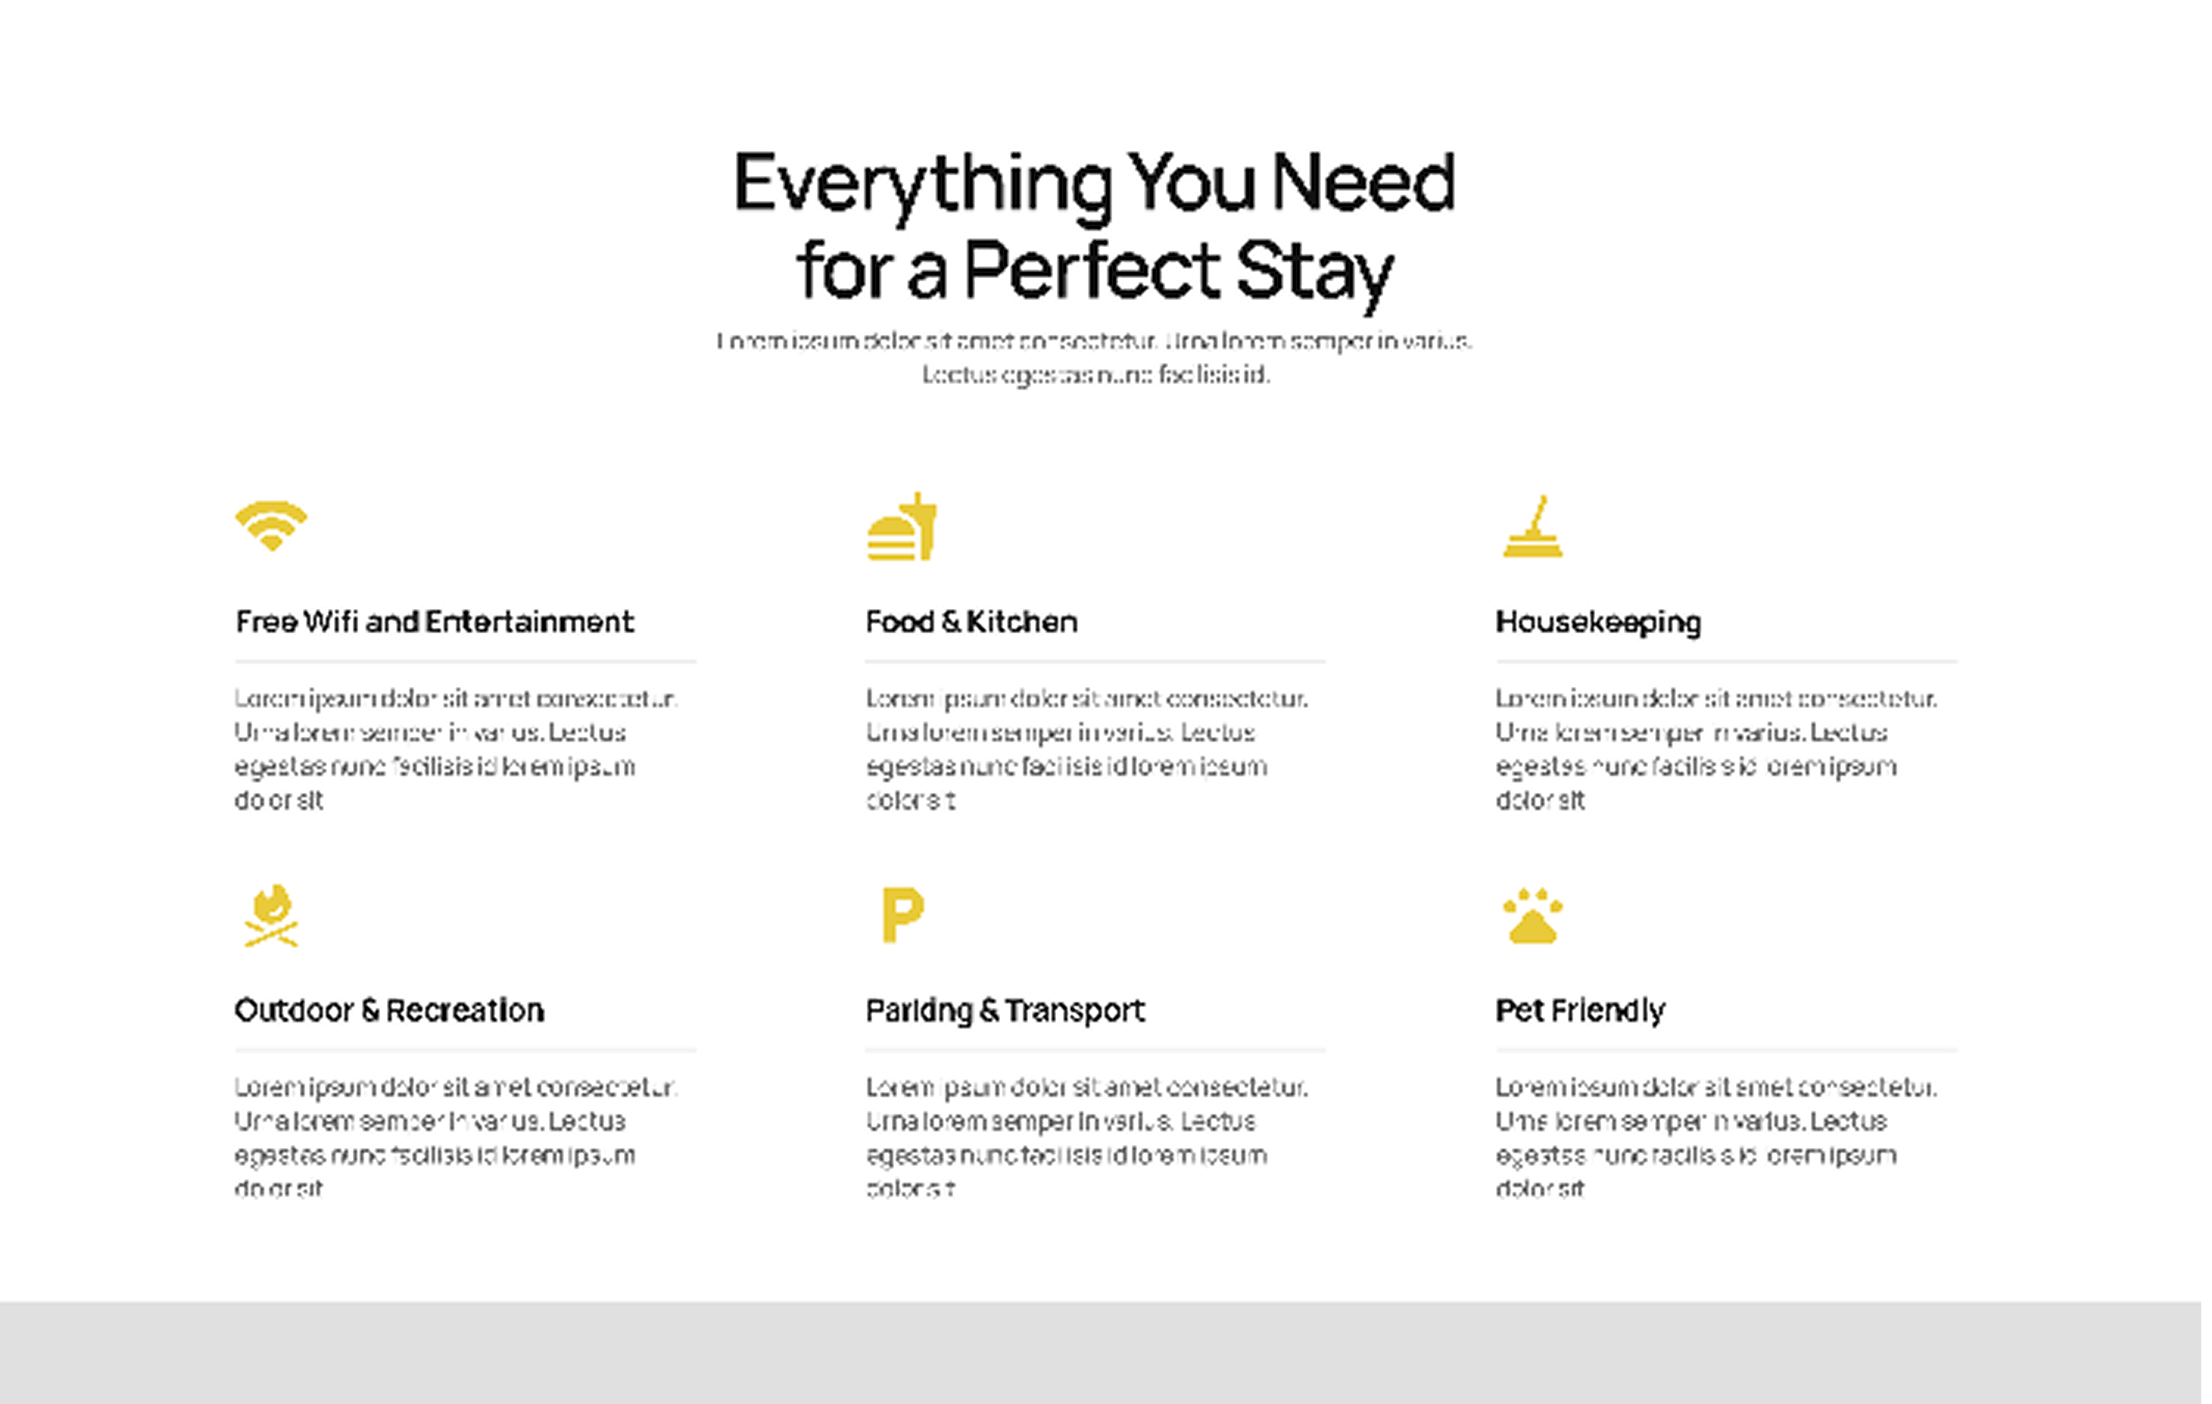 Everything You Need
for a Perfect Stay
Lorem ipsum dolor sit amet consectetur. Urna lorem semper in varius.
Lectus egestas nunc facilisis id.
Free Wifi and Entertainment
Food & Kitchen
Housekeeping
Lorem ipsum dolor sit amet consectetur.
Urna lorem semper in varius. Lectus
egestas nunc facilisis id lorem ipsum
dolor sit
Lorem ipsum dolor sit amet consectetur.
Urna lorem semper in varius. Lectus
egestas nunc facilisis id lorem ipsum
dolor sit
Lorem ipsum dolor sit amet consectetur.
Urna lorem semper in varius. Lectus
egestas nunc facilisis id lorem ipsum
dolor sit
P
Outdoor & Recreation
Parking & Transport
Pet Friendly
Lorem ipsum dolor sit amet consectetur.
Urna lorem semper in varius. Lectus
egestas nunc facilisis id lorem ipsum
dolor sit
Lorem ipsum dolor sit amet consectetur.
Urna lorem semper in varius. Lectus
egestas nunc facilisis id lorem ipsum
dolor sit
Lorem ipsum dolor sit amet consectetur.
Urna lorem semper in varius. Lectus
egestas nunc facilisis id lorem ipsum
dolor sit